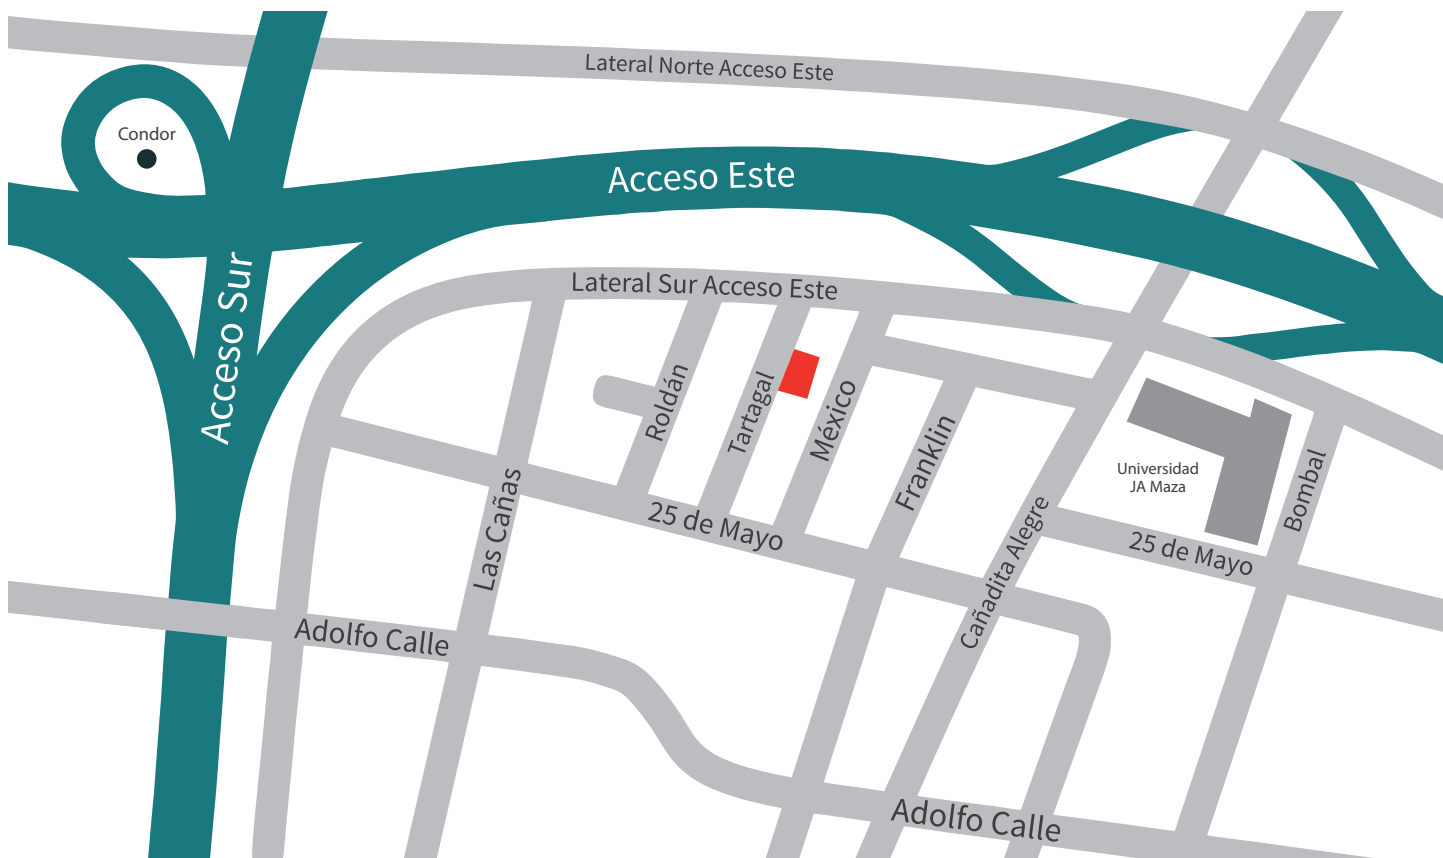 Lateral Norte Acceso Este
Condor
Acceso Este
Acceso Sur
Lateral Sur Acceso Este
Roldán
Tartagal
México
Franklin
Las Cañas
25 de Mayo
Cañadita Alegre
Universidad
JA Maza
Bombal
25 de Mayo
Adolfo Calle
Adolfo Calle